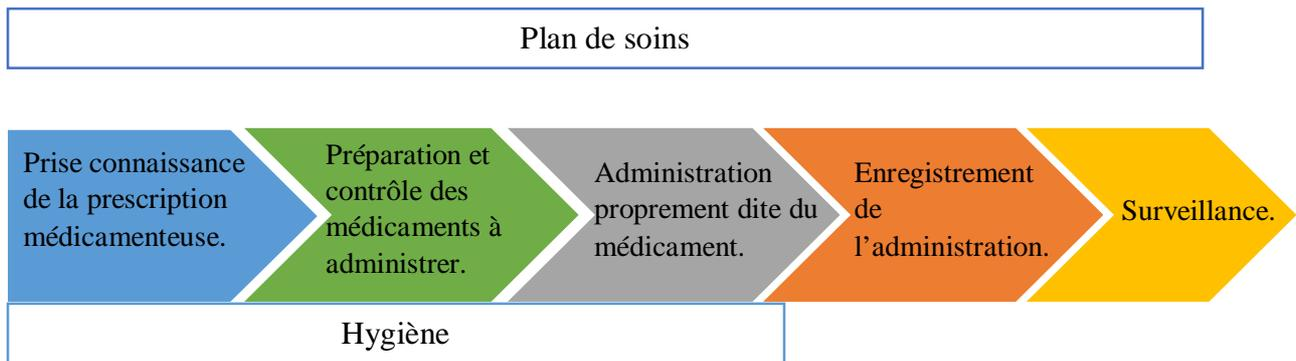 Plan de soins
Prise connaissance
de la prescription
médicamenteuse.
Préparation et
contrôle des
médicaments à
administrer.
Administration
proprement dite du
médicament.
Enregistrement
de
l’administration.
Surveillance.
Hygiène